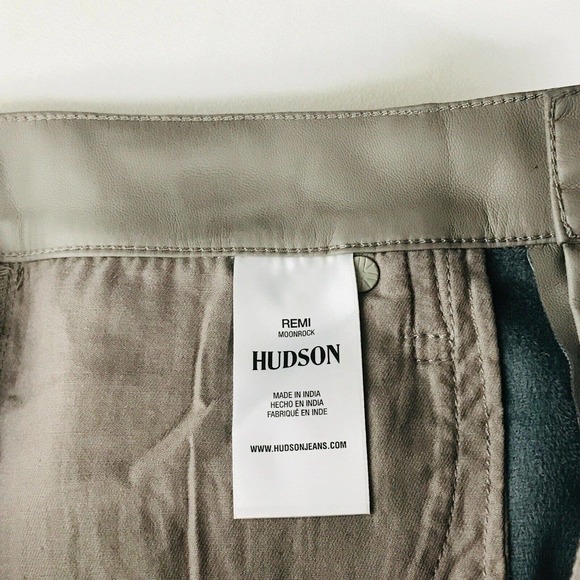 REMI
MOONROCK
HUDSON
MADE IN INDIA
HECHO EN INDIA
FABRIQUÉ EN INDE
WWW.HUDSONJEANS.COM